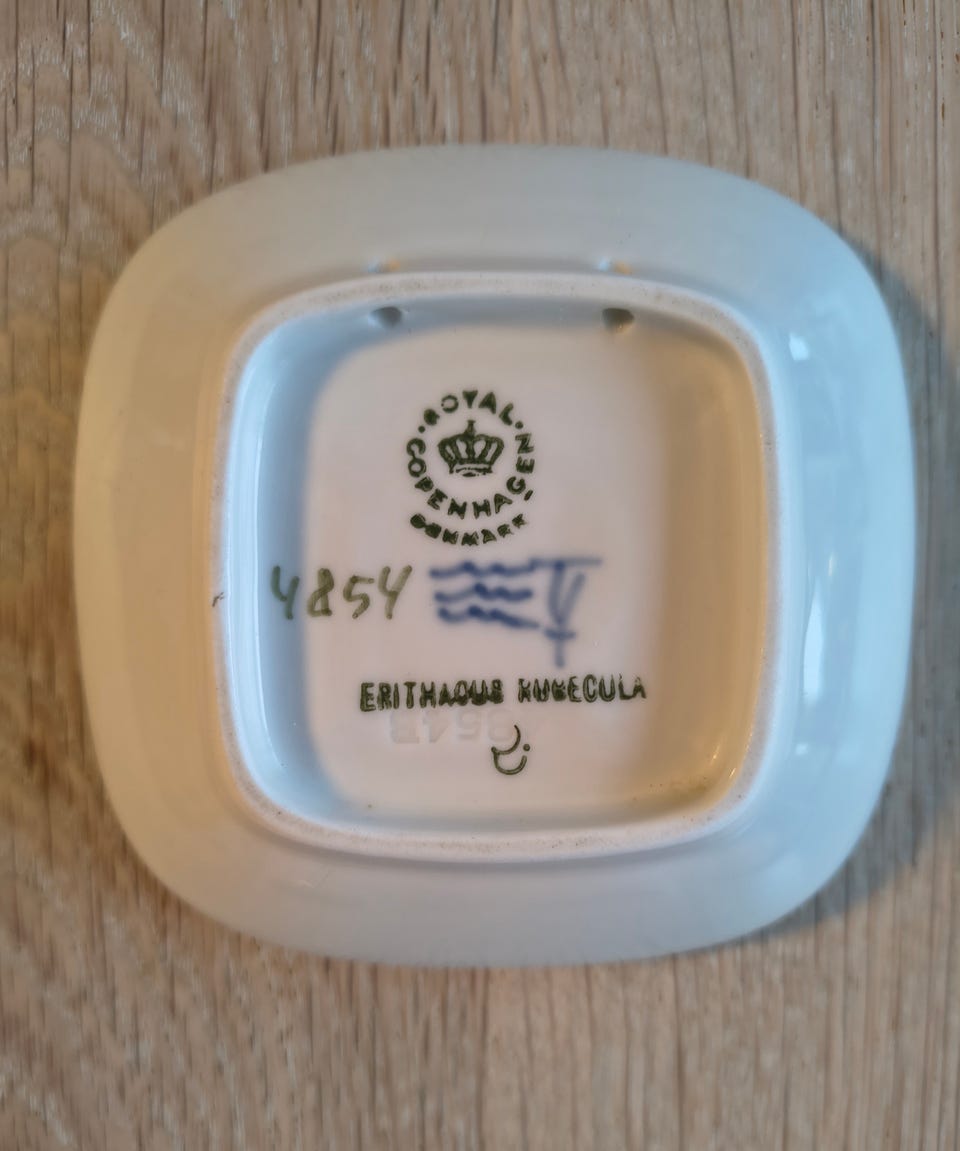 ROYAL
COPENHAGEN
DENMARK
4854
ERITHACUS RUBECULA